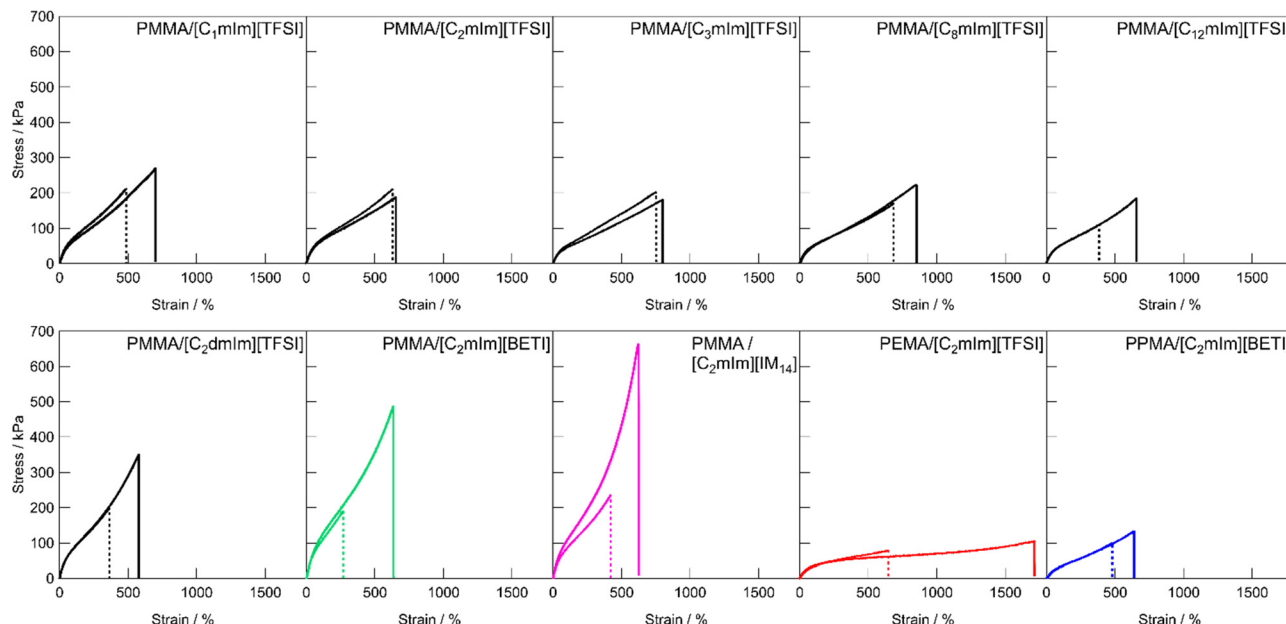 PMMA/[C1mIm][TFSI] PMMA/[C2mIm][TFSI] PMMA/[C3mIm][TFSI] PMMA/[C8mIm][TFSI] PMMA/[C12mIm][TFSI]
700
600
500
400
300
200
100
0
Stress / kPa
0 500 1000 1500 0 500 1000 1500 0 500 1000 1500 0 500 1000 1500 0 500 1000 1500
Strain / % Strain / % Strain / % Strain / % Strain / %
PMMA/[C2dmIm][TFSI] PMMA/[C2mIm][BETI] PMMA / PEMA/[C2mIm][TFSI] PPMA/[C2mIm][BETI]
[C2mIm][IM14]
700
600
500
400
300
200
100
0
Stress / kPa
0 500 1000 1500 0 500 1000 1500 0 500 1000 1500 0 500 1000 1500 0 500 1000 1500
Strain / % Strain / % Strain / % Strain / % Strain / %